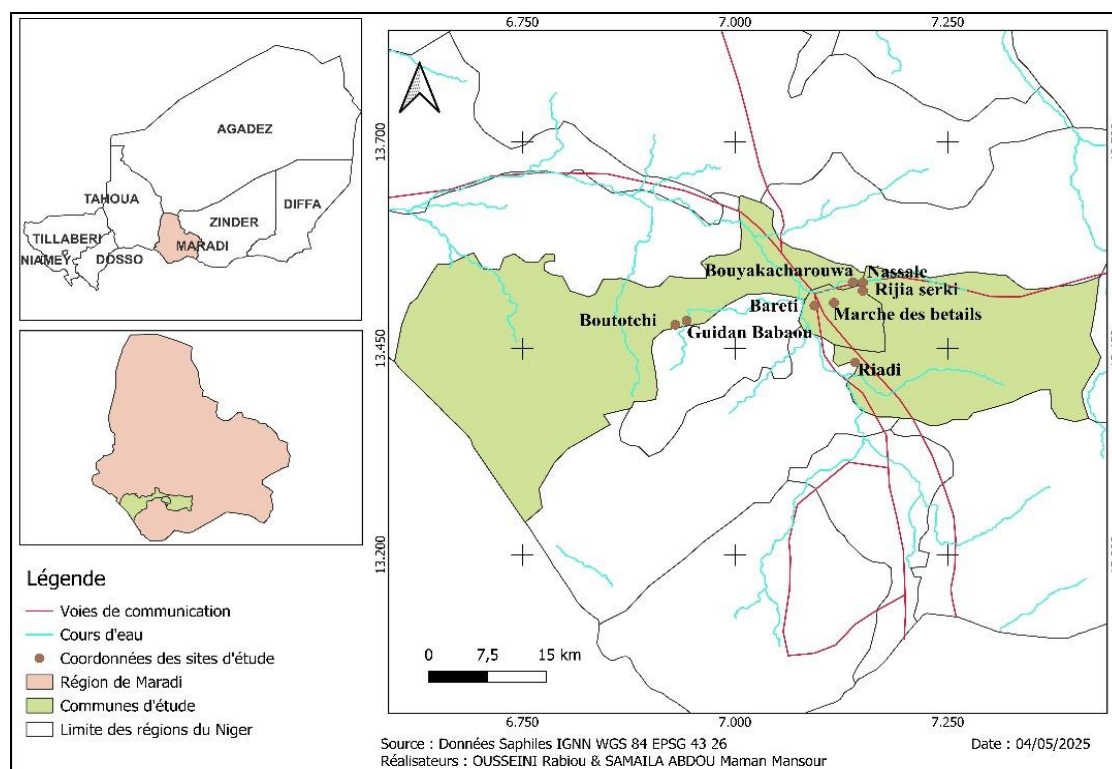 AGADEZ
TAHOUA
DIFFA
ZINDER
TILLABERI
MARADI
NIAMEY
DOSSO
Légende
Voies de communication
Cours d'eau
Coordonnées des sites d'étude
Région de Maradi
Communes d'étude
Limite des régions du Niger
6.750 7.000 7.250
13.700
13.450
13.200
Bouyakacharouwa Nassale
Rijia serki
Bareti Marche des betails
Boutotchi
Guidan Babaou
Riadi
0 7,5 15 km
6.750 7.000 7.250
Source : Données Saphiles IGNN WGS 84 EPSG 43 26 Date : 04/05/2025
Réalisateurs : OUSSEINI Rabiou & SAMAILA ABDOU Maman Mansour